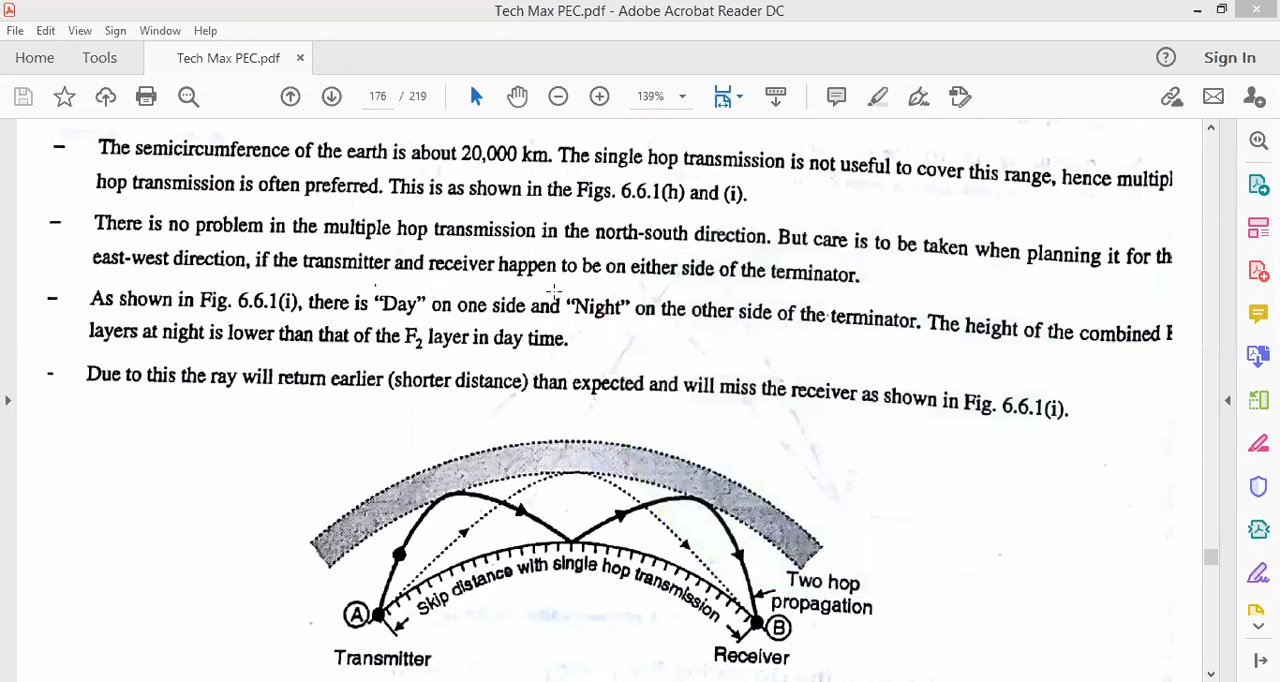 Tech Max PEC.pdf - Adobe Acrobat Reader DC
File Edit View Sign Window Help
Home Tools Tech Max PEC.pdf × Sign In
176 / 219 139%
– The semicircumference of the earth is about 20,000 km. The single hop transmission is not useful to cover this range, hence multipl
hop transmission is often preferred. This is as shown in the Figs. 6.6.1(h) and (i).
– There is no problem in the multiple hop transmission in the north-south direction. But care is to be taken when planning it for th
east-west direction, if the transmitter and receiver happen to be on either side of the terminator.
– As shown in Fig. 6.6.1(i), there is “Day” on one side and “Night” on the other side of the terminator. The height of the combined
layers at night is lower than that of the F₂ layer in day time.
- Due to this the ray will return earlier (shorter distance) than expected and will miss the receiver as shown in Fig. 6.6.1(i).
Skip distance with single hop transmission
Two hop
propagation
A
B
Transmitter
Receiver